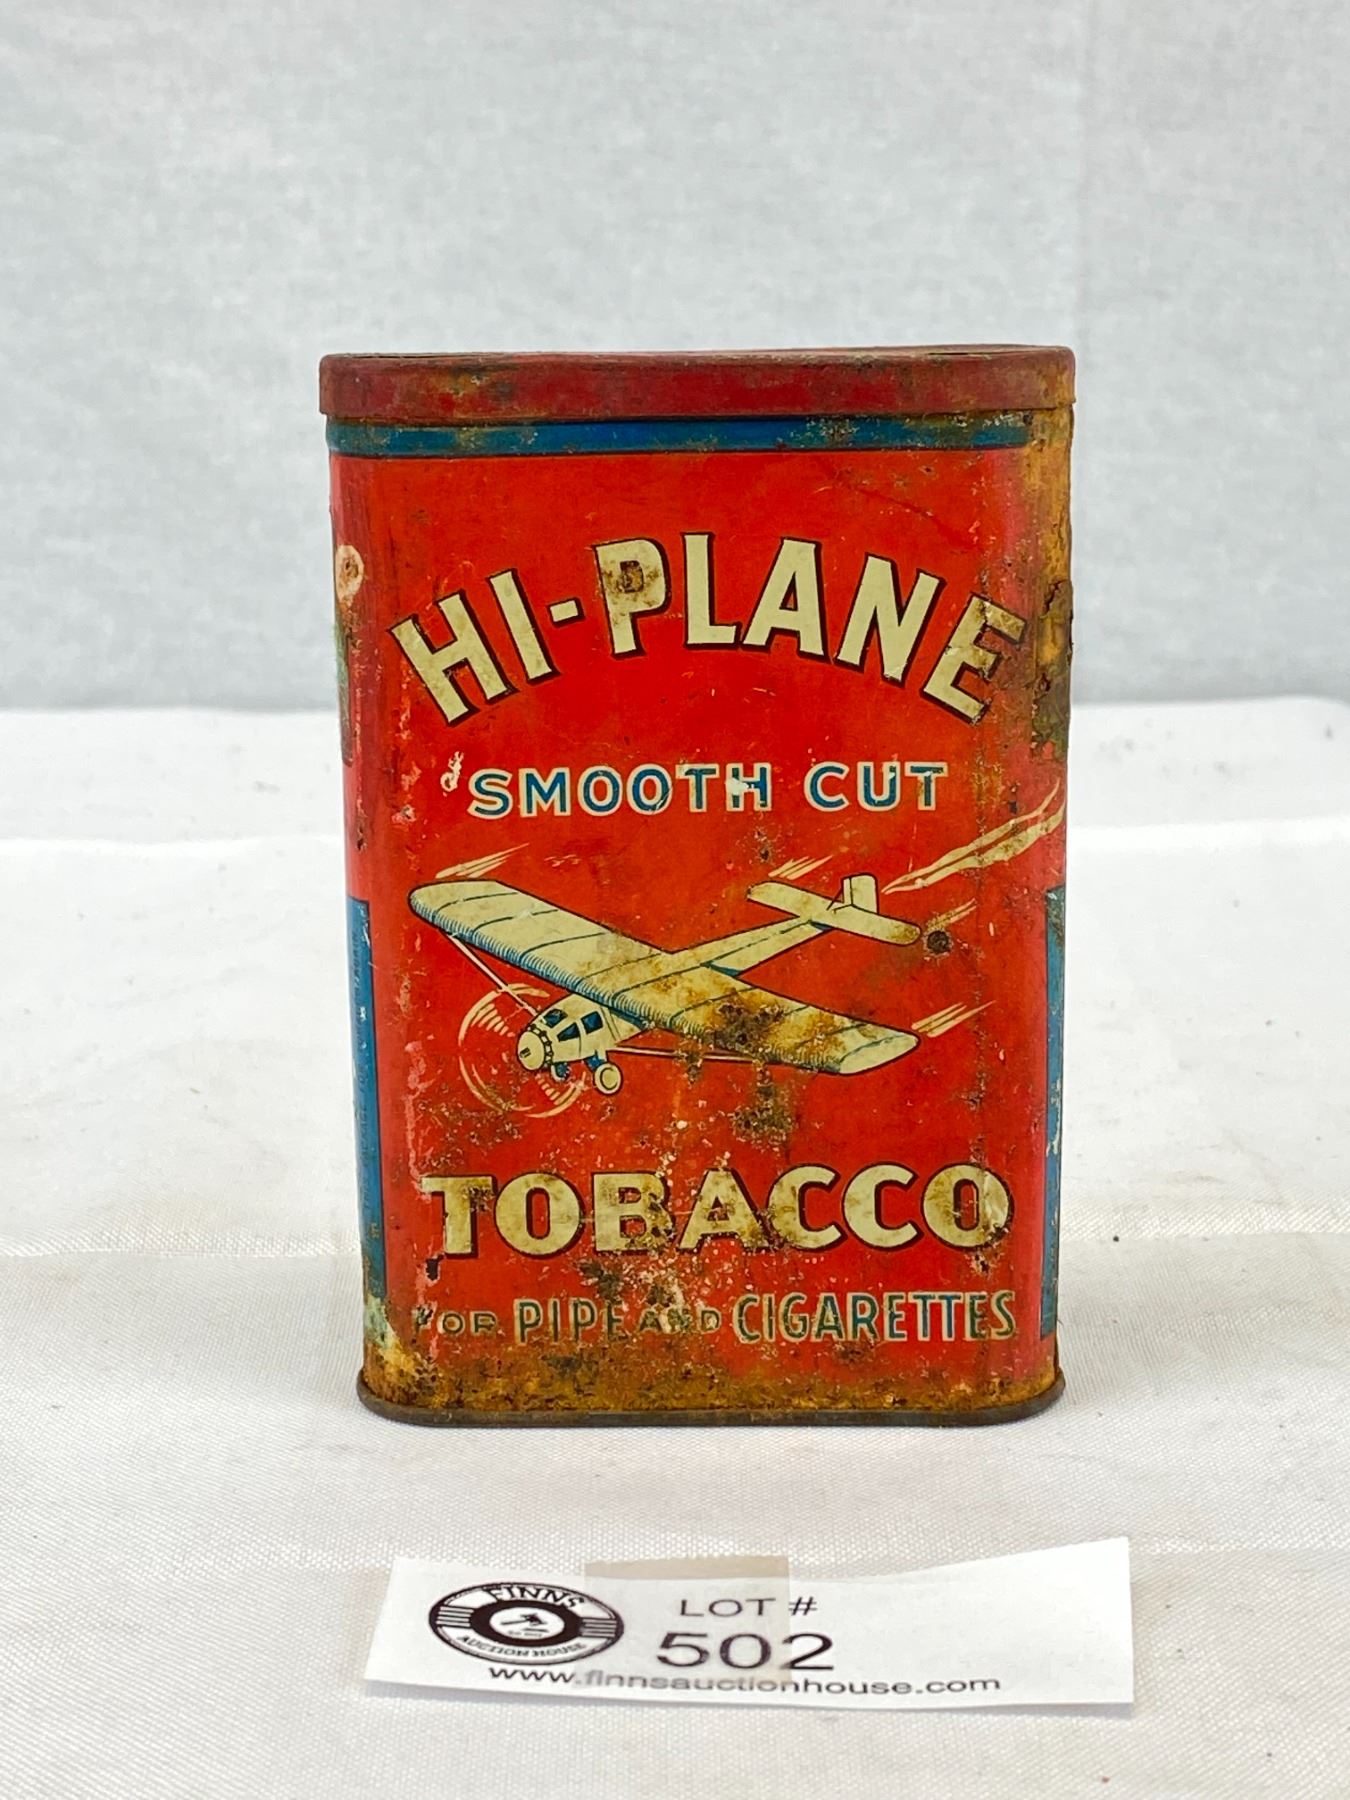 HI-PLANE
SMOOTH CUT
TOBACCO
FOR PIPE AND CIGARETTES
FINNS
AUCTION HOUSE
LOT #
502
www.finnsauctionhouse.com